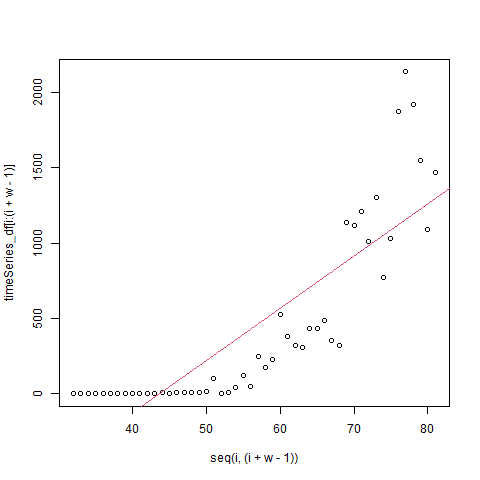 2000
1500
1000
500
0
timeSeries_df[i:(i + w - 1)]
40 50 60 70 80
seq(i, (i + w - 1))